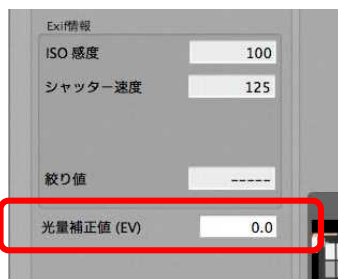 Exif情報
ISO 感度 100
シャッター速度 125
絞り値 -----
光量補正値 (EV) 0.0